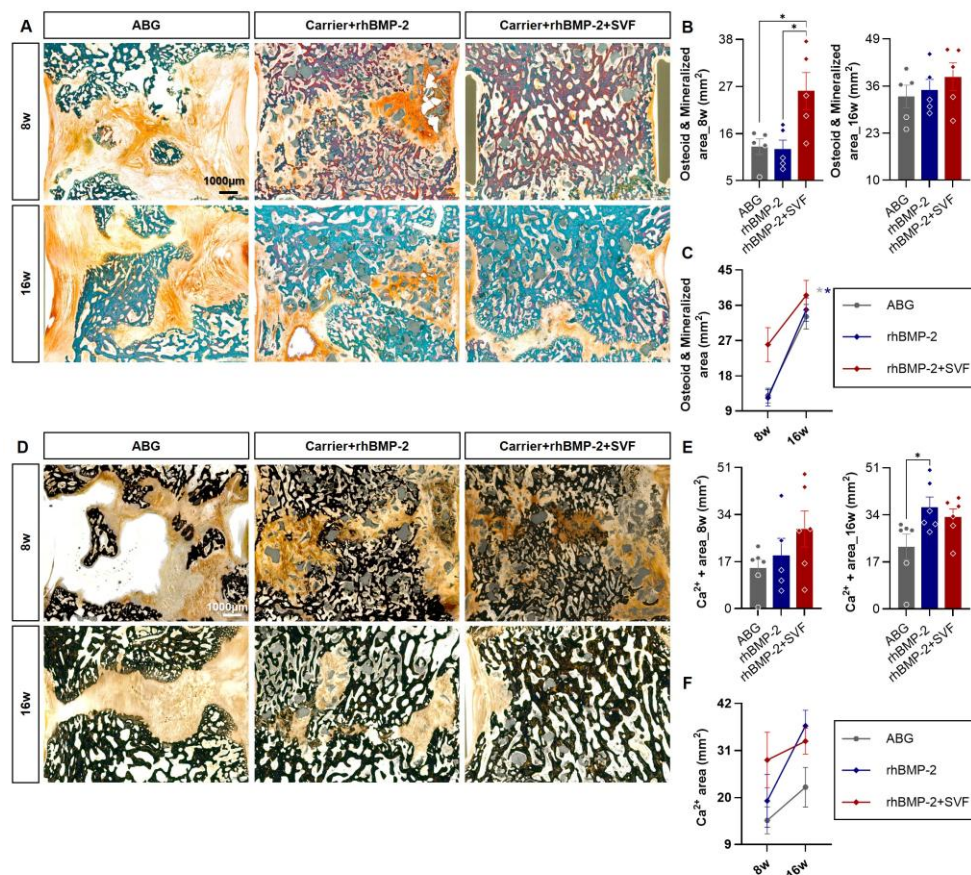 A
ABG
Carrier+rhBMP-2
Carrier+rhBMP-2+SVF
8w
1000µm
16w
B
Osteoid & Mineralized
area_8w (mm²)
38
27
16
5
* *
ABG
rhBMP-2
rhBMP-2+SVF
Osteoid & Mineralized
area_16w (mm²)
49
36
23
10
ABG
rhBMP-2
rhBMP-2+SVF
C
Osteoid & Mineralized
area (mm²)
45
36
27
18
9
**
8w
16w
ABG
rhBMP-2
rhBMP-2+SVF
D
ABG
Carrier+rhBMP-2
Carrier+rhBMP-2+SVF
8w
1000µm
16w
E
Ca²⁺ + area_8w (mm²)
51
34
17
0
ABG
rhBMP-2
rhBMP-2+SVF
Ca²⁺ + area_16w (mm²)
51
34
17
0
*
ABG
rhBMP-2
rhBMP-2+SVF
F
Ca²⁺ area (mm²)
42
31
20
9
8w
16w
ABG
rhBMP-2
rhBMP-2+SVF